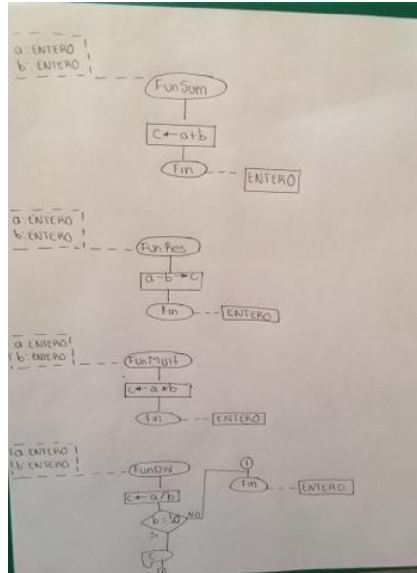 a: ENTERO
b: ENTERO
FunSum
c ← a+b
Fin
ENTERO
a: ENTERO
b: ENTERO
FunRes
a-b → c
Fin
ENTERO
a: ENTERO
b: ENTERO
FunMult
c ← a*b
Fin
ENTERO
a: ENTERO
b: ENTERO
FunDiv
c ← a/b
NO
Si
c
1
Fin
ENTERO